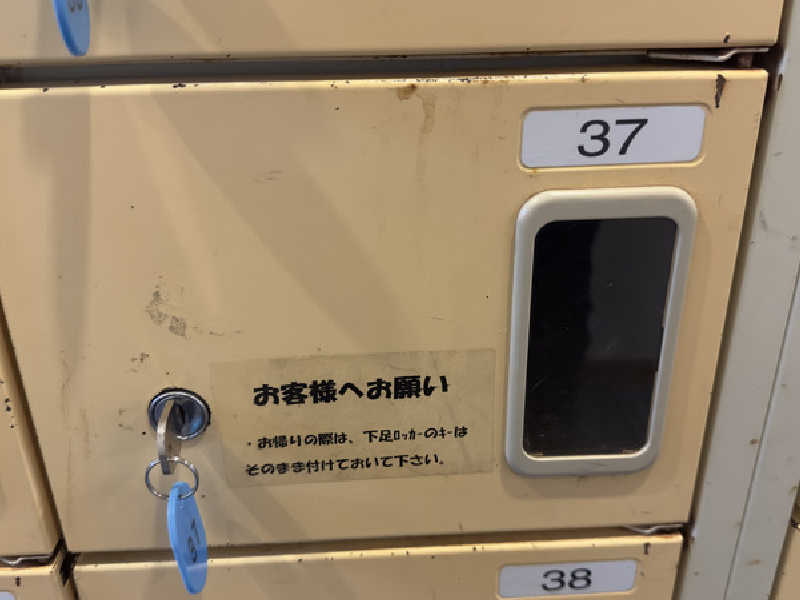 37
お客様へお願い
・お帰りの際は、下足ﾛｯｶｰのｷｰは
そのまま付けておいて下さい。
38